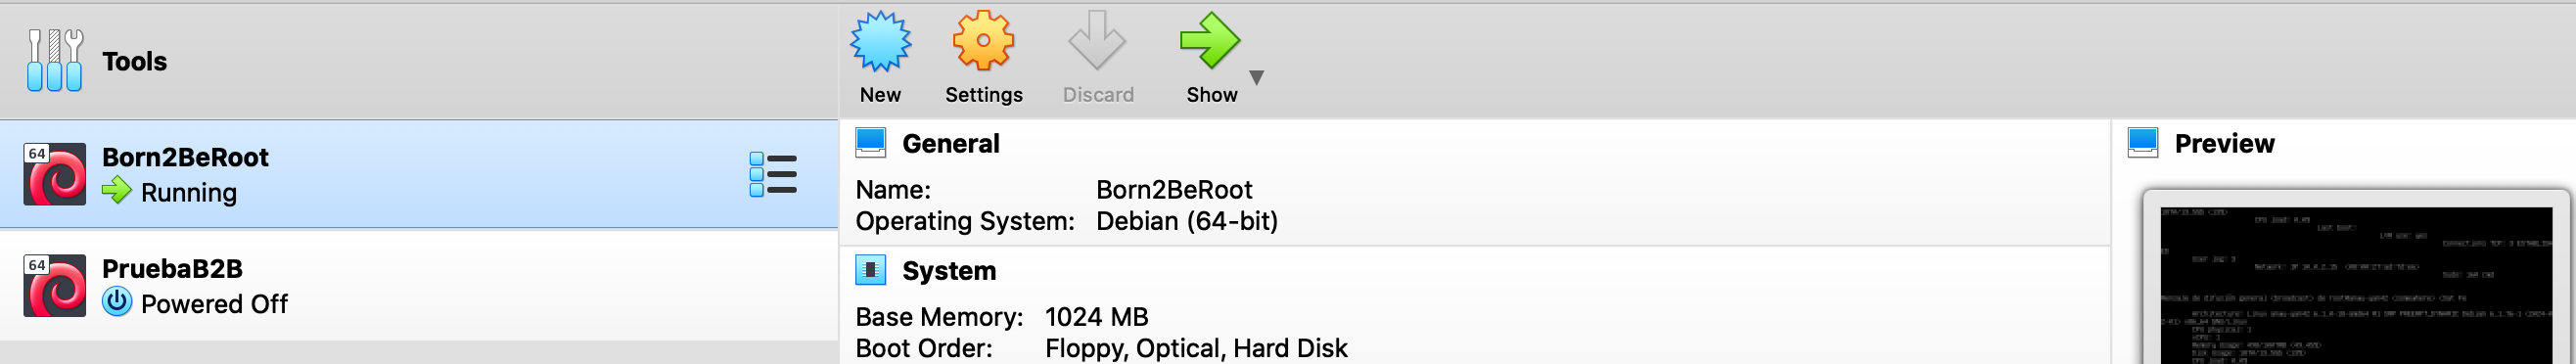 Tools
New
Settings
Discard
Show
64
Born2BeRoot
Running
64
PruebaB2B
Powered Off
General
Name: Born2BeRoot
Operating System: Debian (64-bit)
System
Base Memory: 1024 MB
Boot Order: Floppy, Optical, Hard Disk
Preview